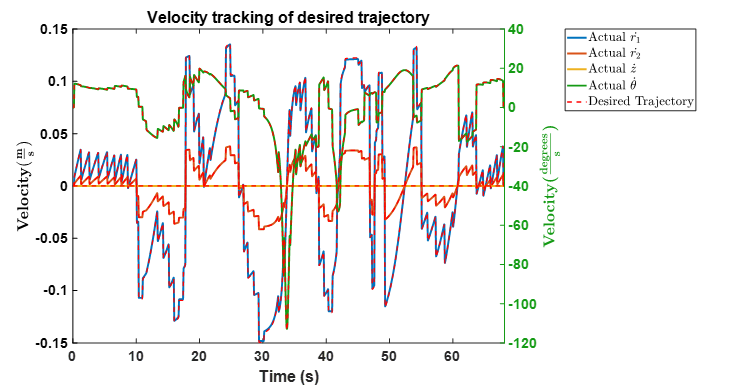 Velocity tracking of desired trajectory
0.15
0.1
0.05
0
-0.05
-0.1
-0.15
Velocity(m/s)
0 10 20 30 40 50 60
Time (s)
40
20
0
-20
-40
-60
-80
-100
-120
Velocity(degrees/s)
Actual ṙ₁
Actual ṙ₂
Actual ż
Actual θ̇
Desired Trajectory